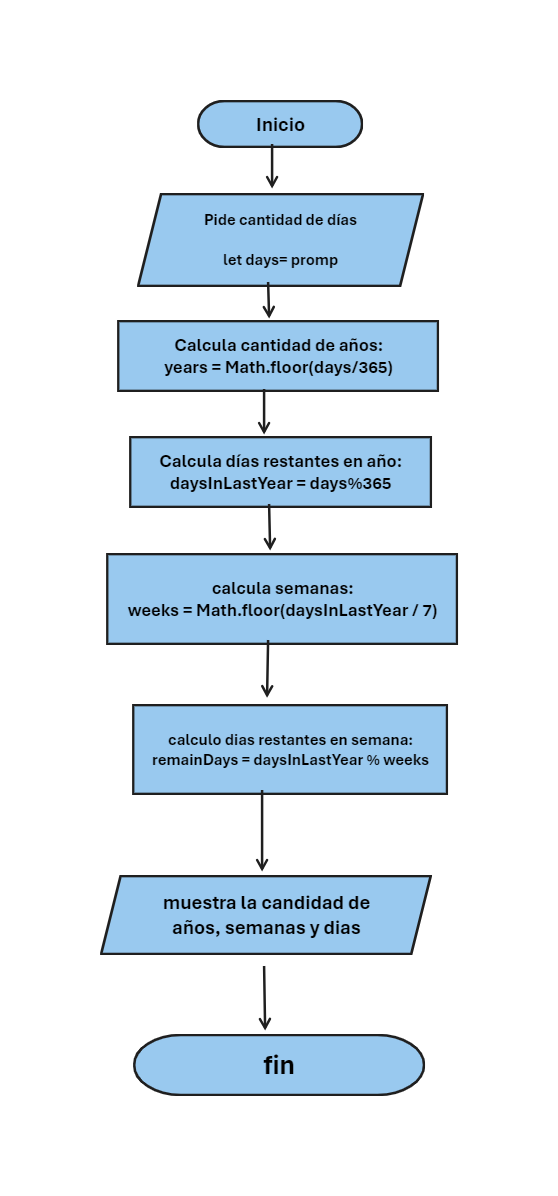 Inicio
Pide cantidad de días
let days= promp
Calcula cantidad de años:
years = Math.floor(days/365)
Calcula días restantes en año:
daysInLastYear = days%365
calcula semanas:
weeks = Math.floor(daysInLastYear / 7)
calculo dias restantes en semana:
remainDays = daysInLastYear % weeks
muestra la candidad de
años, semanas y dias
fin